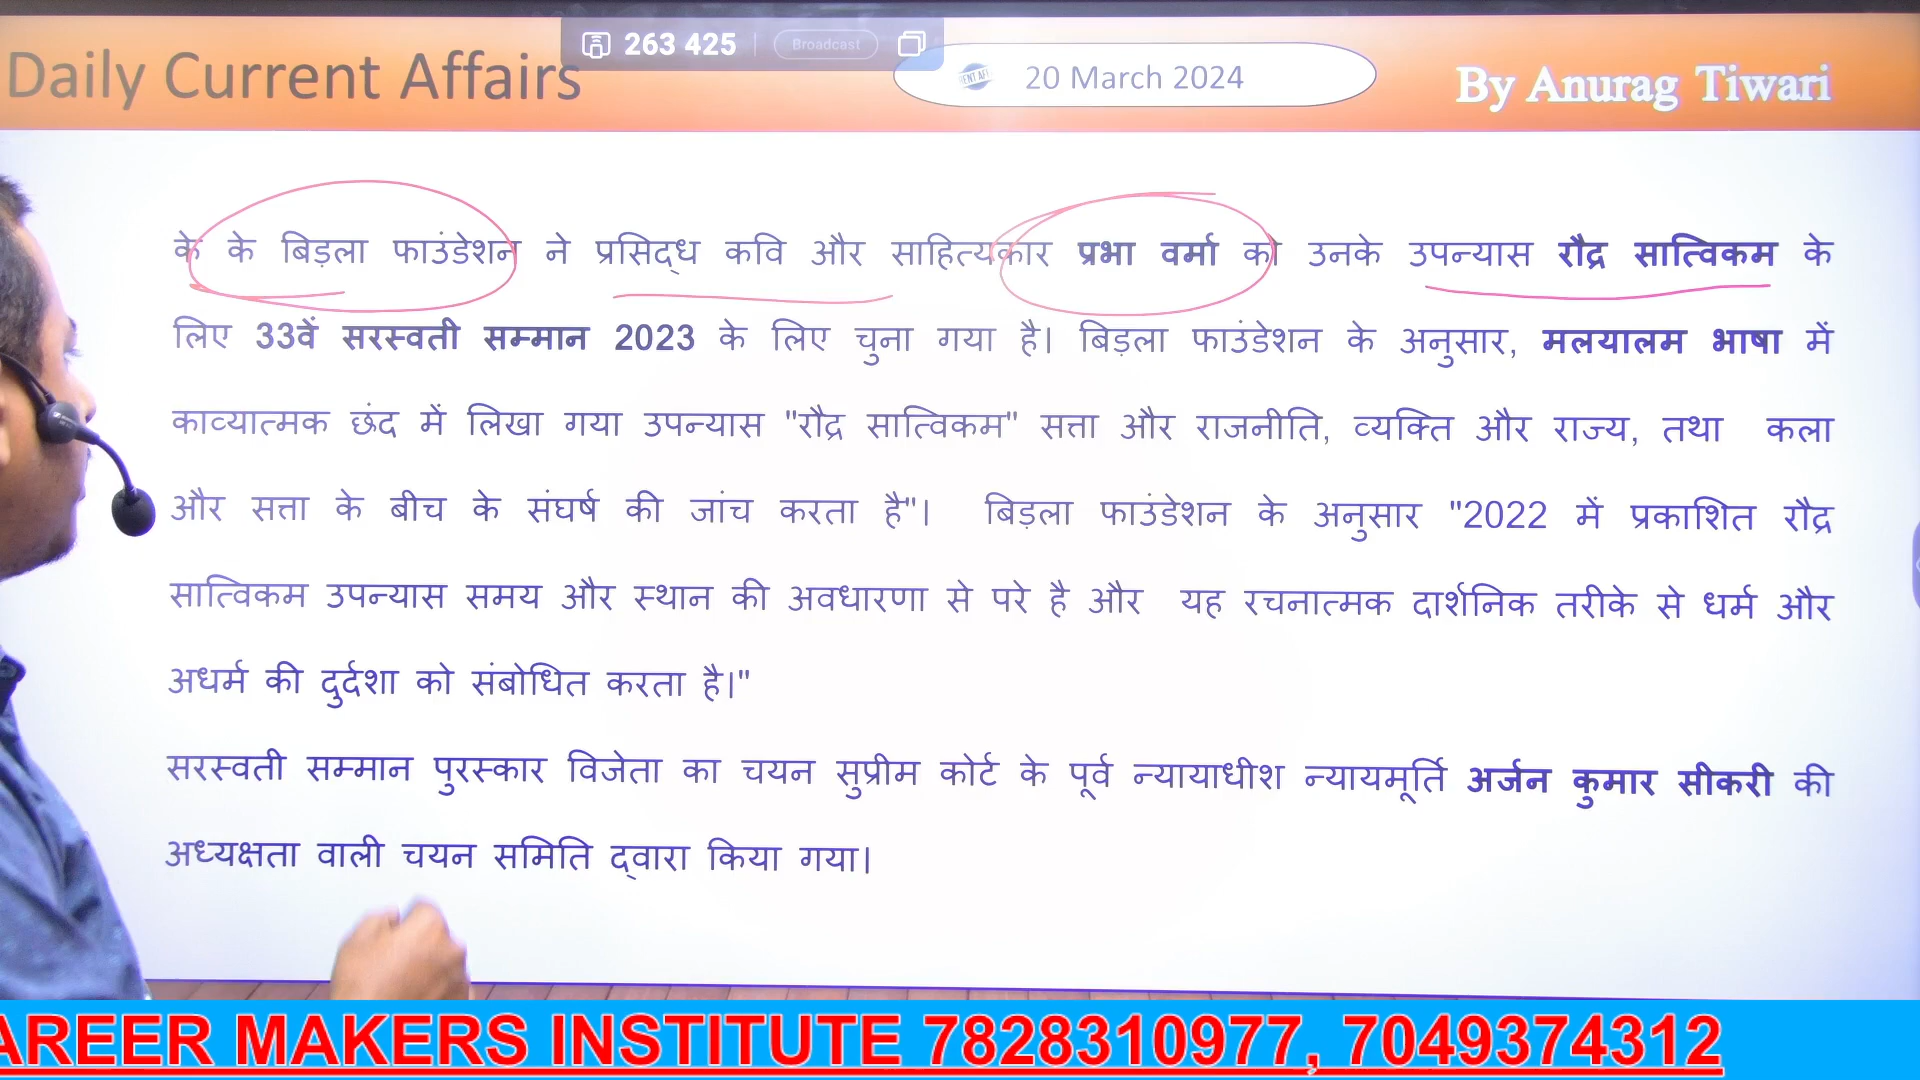 Daily Current Affairs
263 425 Broadcast
20 March 2024
By Anurag Tiwari
के के बिड़ला फाउंडेशन ने प्रसिद्ध कवि और साहित्यकार प्रभा वर्मा को उनके उपन्यास रौद्र सात्विकम के
लिए 33वें सरस्वती सम्मान 2023 के लिए चुना गया है। बिड़ला फाउंडेशन के अनुसार, मलयालम भाषा में
काव्यात्मक छंद में लिखा गया उपन्यास "रौद्र सात्विकम" सत्ता और राजनीति, व्यक्ति और राज्य, तथा कला
और सत्ता के बीच के संघर्ष की जांच करता है"। बिड़ला फाउंडेशन के अनुसार "2022 में प्रकाशित रौद्र
सात्विकम उपन्यास समय और स्थान की अवधारणा से परे है और यह रचनात्मक दार्शनिक तरीके से धर्म और
अधर्म की दुर्दशा को संबोधित करता है।"
सरस्वती सम्मान पुरस्कार विजेता का चयन सुप्रीम कोर्ट के पूर्व न्यायाधीश न्यायमूर्ति अर्जन कुमार सीकरी की
अध्यक्षता वाली चयन समिति द्वारा किया गया।
AREER MAKERS INSTITUTE 7828310977, 7049374312